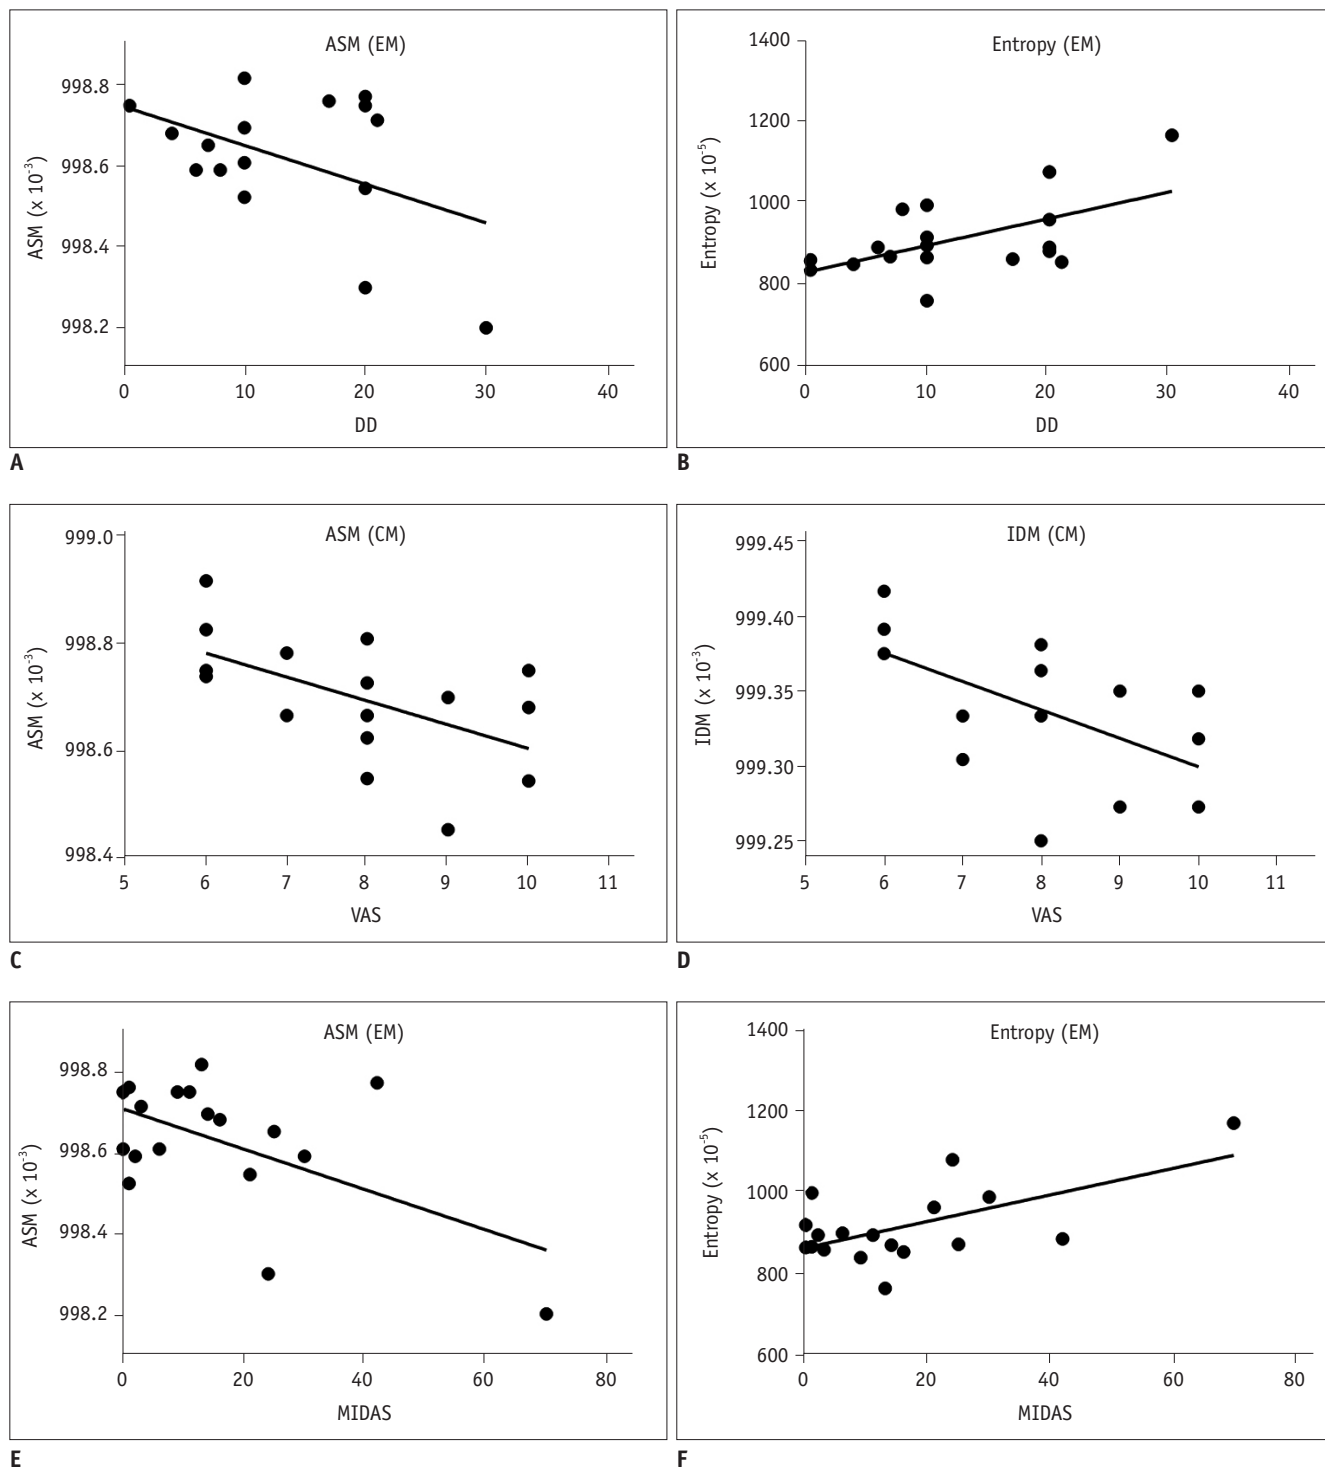 ASM (EM)
ASM (x 10⁻³)
998.8
998.6
998.4
998.2
0 10 20 30 40
DD
A
Entropy (EM)
Entropy (x 10⁻⁵)
1400
1200
1000
800
600
0 10 20 30 40
DD
B
ASM (CM)
ASM (x 10⁻³)
999.0
998.8
998.6
998.4
5 6 7 8 9 10 11
VAS
C
IDM (CM)
IDM (x 10⁻³)
999.45
999.40
999.35
999.30
999.25
5 6 7 8 9 10 11
VAS
D
ASM (EM)
ASM (x 10⁻³)
998.8
998.6
998.4
998.2
0 20 40 60 80
MIDAS
E
Entropy (EM)
Entropy (x 10⁻⁵)
1400
1200
1000
800
600
0 20 40 60 80
MIDAS
F